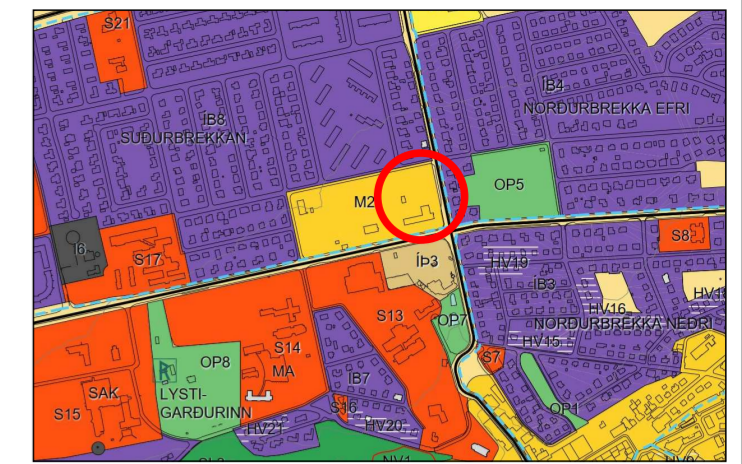 S21
ÍB4
NORÐURBREKKA EFRI
ÍB8
SUÐURBREKKAN
OP5
M2
I6
S17
ÍÞ3
HV19
S8
ÍB3
HV16
NORÐURBREKKA NEÐRI
HV15
S13
OP7
S14
MA
S7
OP8
LYSTI-
GARÐURINN
ÍB7
SAK
S15
S16
HV20
HV21
OP1
NV1